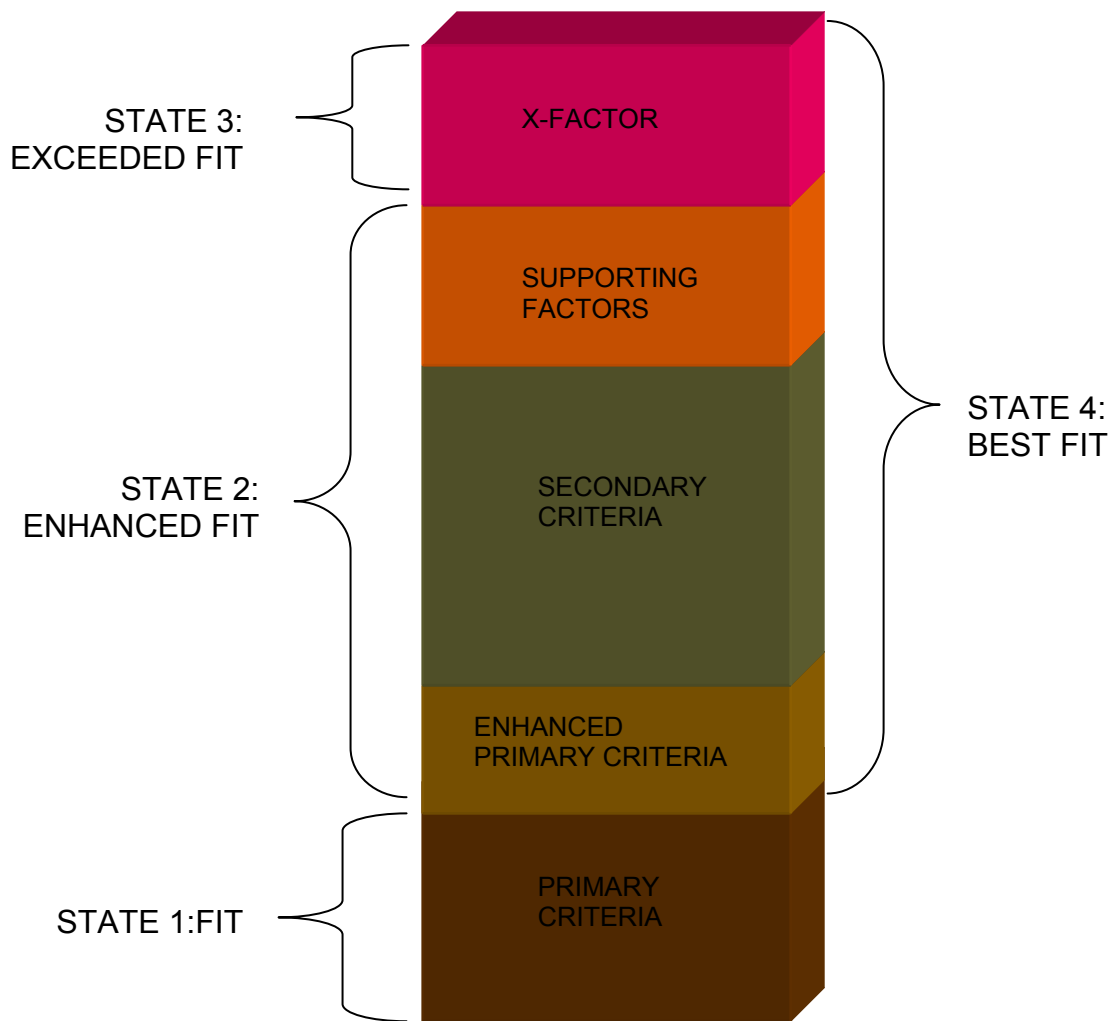 STATE 3:
EXCEEDED FIT
X-FACTOR
SUPPORTING
FACTORS
STATE 4:
BEST FIT
STATE 2:
ENHANCED FIT
SECONDARY
CRITERIA
ENHANCED
PRIMARY CRITERIA
STATE 1:FIT
PRIMARY
CRITERIA